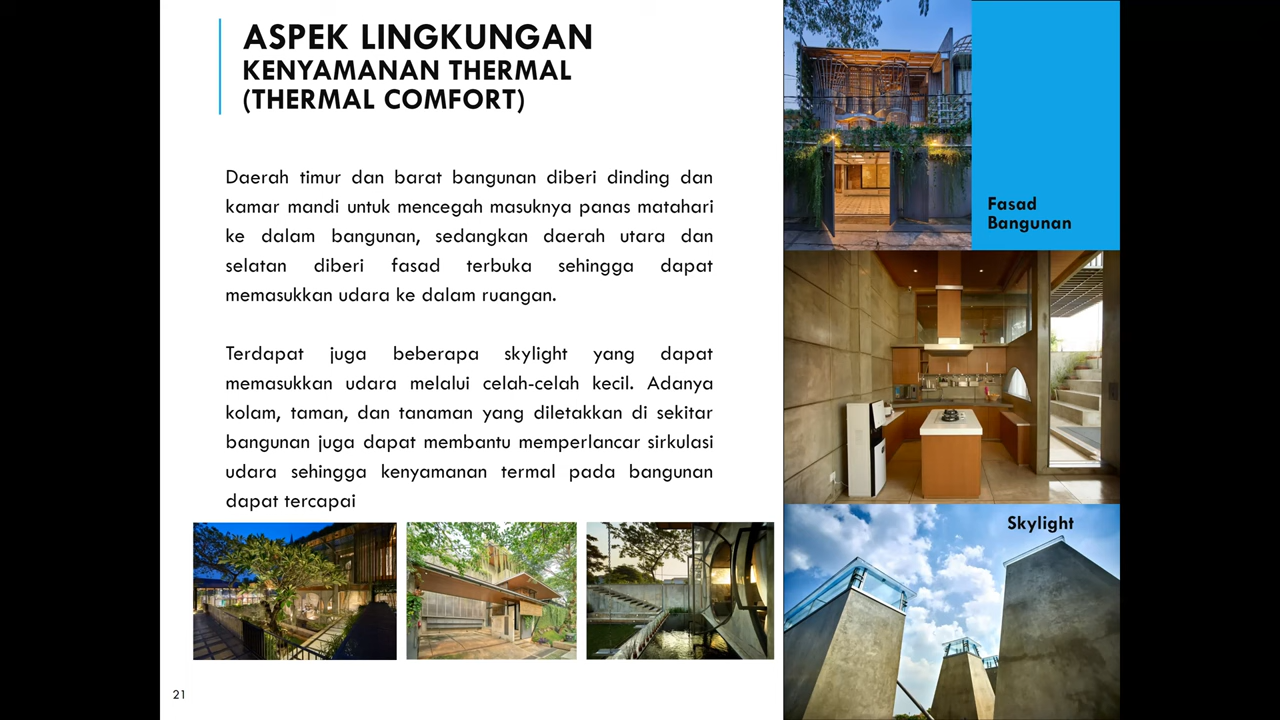 ASPEK LINGKUNGAN
KENYAMANAN THERMAL
(THERMAL COMFORT)
Daerah timur dan barat bangunan diberi dinding dan
kamar mandi untuk mencegah masuknya panas matahari
ke dalam bangunan, sedangkan daerah utara dan
selatan diberi fasad terbuka sehingga dapat
memasukkan udara ke dalam ruangan.
Terdapat juga beberapa skylight yang dapat
memasukkan udara melalui celah-celah kecil. Adanya
kolam, taman, dan tanaman yang diletakkan di sekitar
bangunan juga dapat membantu memperlancar sirkulasi
udara sehingga kenyamanan termal pada bangunan
dapat tercapai
Fasad
Bangunan
Skylight
21